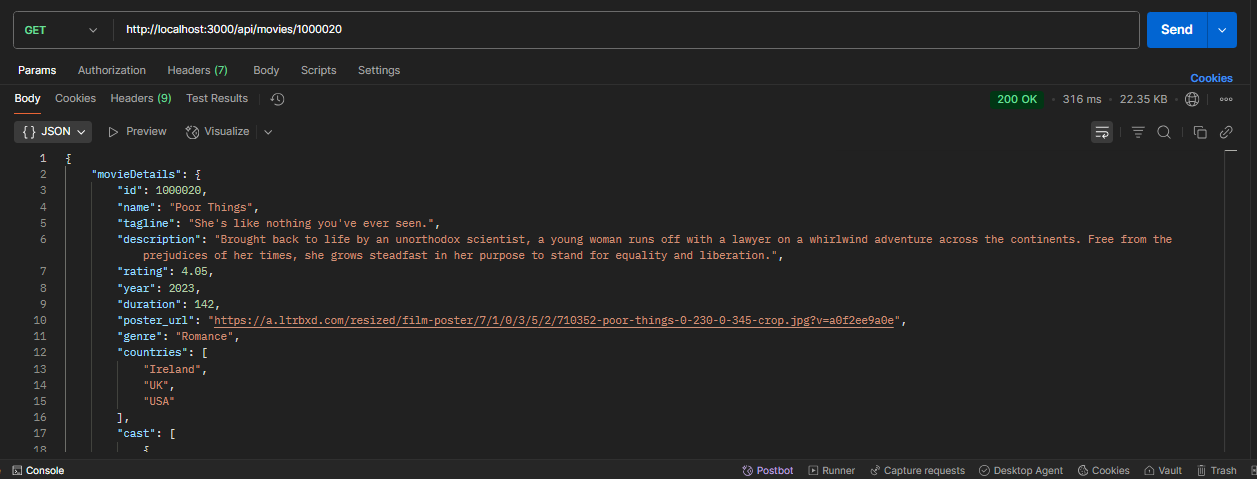 GET http://localhost:3000/api/movies/1000020 Send
Params Authorization Headers (7) Body Scripts Settings
Cookies
Body Cookies Headers (9) Test Results 200 OK · 316 ms · 22.35 KB
{} JSON Preview Visualize
1 {
2 "movieDetails": {
3 "id": 1000020,
4 "name": "Poor Things",
5 "tagline": "She's like nothing you've ever seen.",
6 "description": "Brought back to life by an unorthodox scientist, a young woman runs off with a lawyer on a whirlwind adventure across the continents. Free from the
prejudices of her times, she grows steadfast in her purpose to stand for equality and liberation.",
7 "rating": 4.05,
8 "year": 2023,
9 "duration": 142,
10 "poster_url": "https://a.ltrbxd.com/resized/film-poster/7/1/0/3/5/2/710352-poor-things-0-230-0-345-crop.jpg?v=a0f2ee9a0e",
11 "genre": "Romance",
12 "countries": [
13 "Ireland",
14 "UK",
15 "USA"
16 ],
17 "cast": [
18 {
Console Postbot Runner Capture requests Desktop Agent Cookies Vault Trash